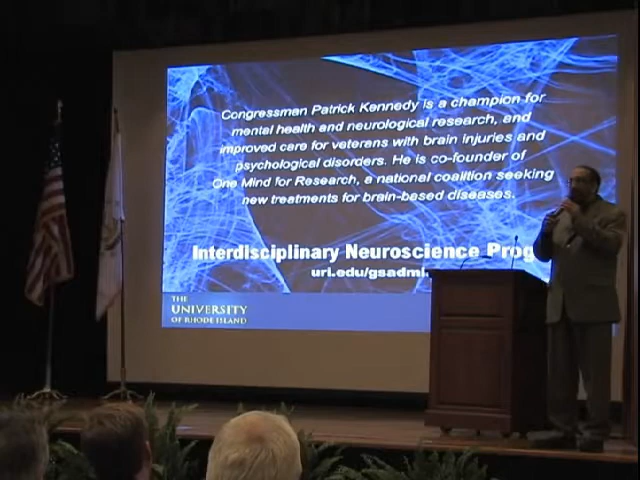 Congressman Patrick Kennedy is a champion for
mental health and neurological research, and
improved care for veterans with brain injuries and
psychological disorders. He is co-founder of
One Mind for Research, a national coalition seeking
new treatments for brain-based diseases.
Interdisciplinary Neuroscience Prog
uri.edu/gsadmi
THE
UNIVERSITY
OF RHODE ISLAND